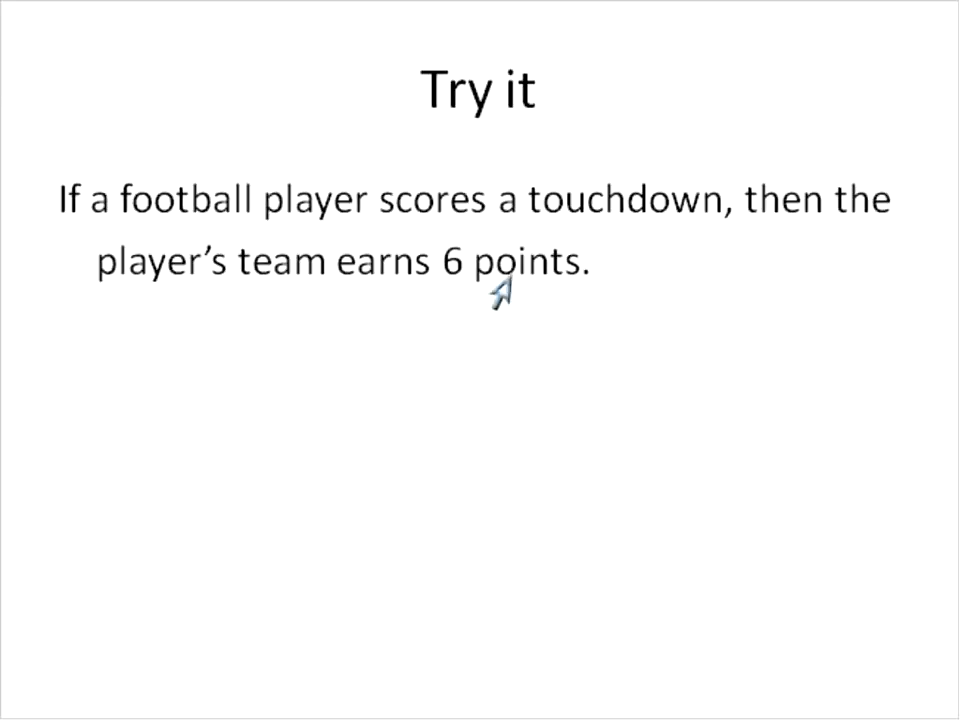 Try it
If a football player scores a touchdown, then the
player’s team earns 6 points.